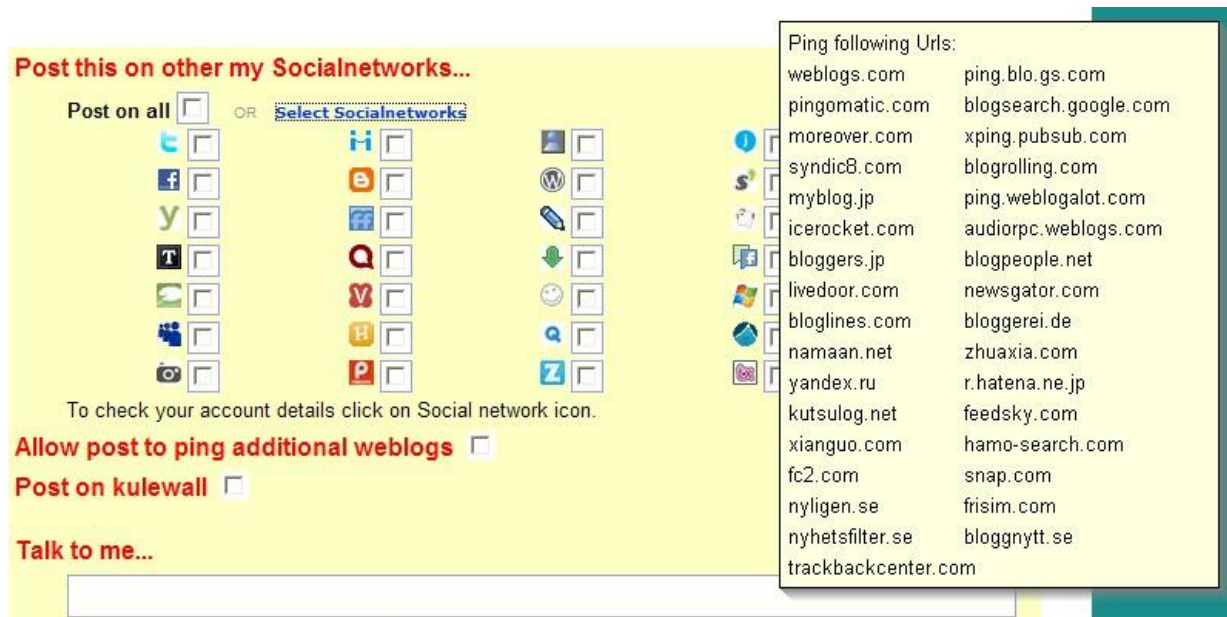 Post this on other my Socialnetworks...
Post on all OR Select Socialnetworks
To check your account details click on Social network icon.
Allow post to ping additional weblogs
Post on kulewall
Talk to me...
Ping following Urls:
weblogs.com ping.blo.gs.com
pingomatic.com blogsearch.google.com
moreover.com xping.pubsub.com
syndic8.com blogrolling.com
myblog.jp ping.weblogalot.com
icerocket.com audiorpc.weblogs.com
bloggers.jp blogpeople.net
livedoor.com newsgator.com
bloglines.com bloggerei.de
namaan.net zhuaxia.com
yandex.ru r.hatena.ne.jp
kutsulog.net feedsky.com
xianguo.com hamo-search.com
fc2.com snap.com
nyligen.se frisim.com
nyhetsfilter.se bloggnytt.se
trackbackcenter.com